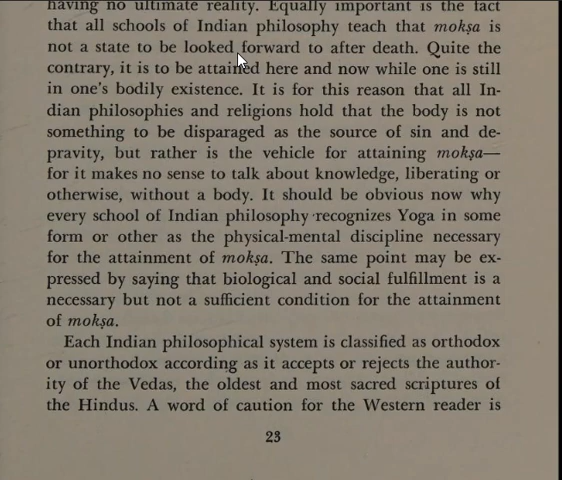 having no ultimate reality. Equally important is the fact
that all schools of Indian philosophy teach that mokṣa is
not a state to be looked forward to after death. Quite the
contrary, it is to be attained here and now while one is still
in one's bodily existence. It is for this reason that all In-
dian philosophies and religions hold that the body is not
something to be disparaged as the source of sin and de-
pravity, but rather is the vehicle for attaining mokṣa—
for it makes no sense to talk about knowledge, liberating or
otherwise, without a body. It should be obvious now why
every school of Indian philosophy recognizes Yoga in some
form or other as the physical-mental discipline necessary
for the attainment of mokṣa. The same point may be ex-
pressed by saying that biological and social fulfillment is a
necessary but not a sufficient condition for the attainment
of mokṣa.
Each Indian philosophical system is classified as orthodox
or unorthodox according as it accepts or rejects the author-
ity of the Vedas, the oldest and most sacred scriptures of
the Hindus. A word of caution for the Western reader is
23